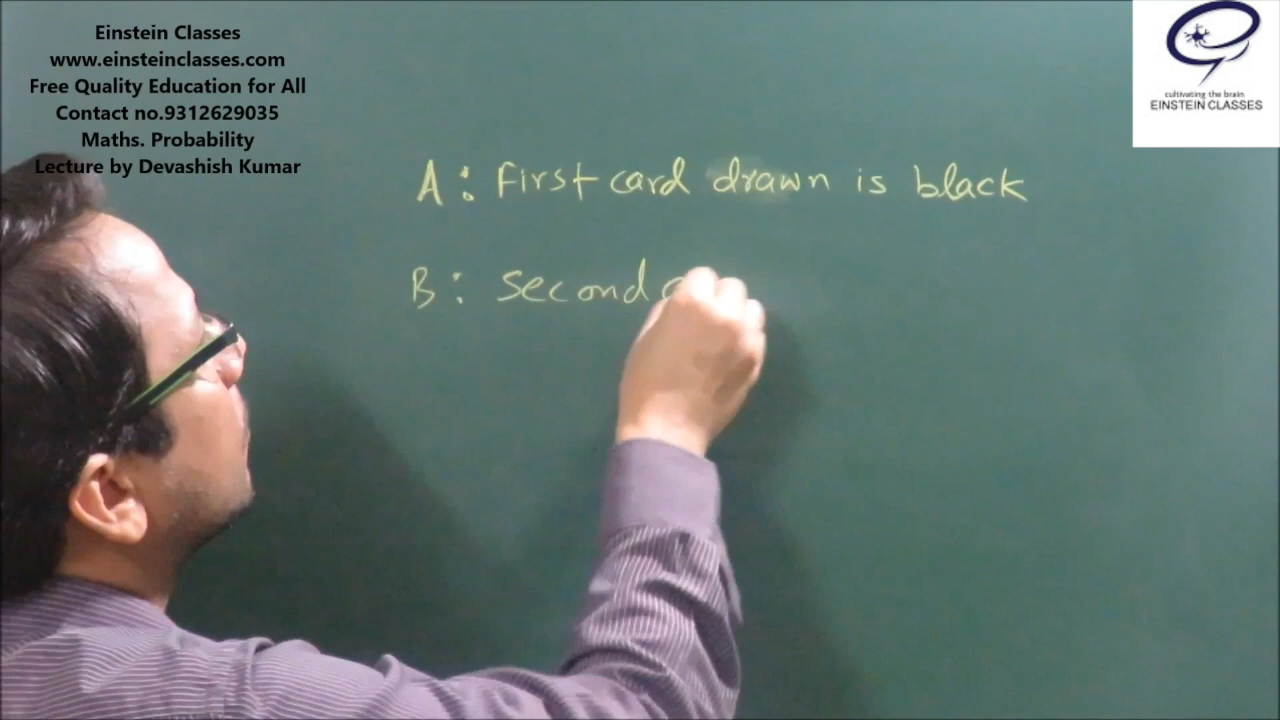 Einstein Classes
www.einsteinclasses.com
Free Quality Education for All
Contact no.9312629035
Maths. Probability
Lecture by Devashish Kumar
cultivating the brain
EINSTEIN CLASSES
A: First card drawn is black
B: Second